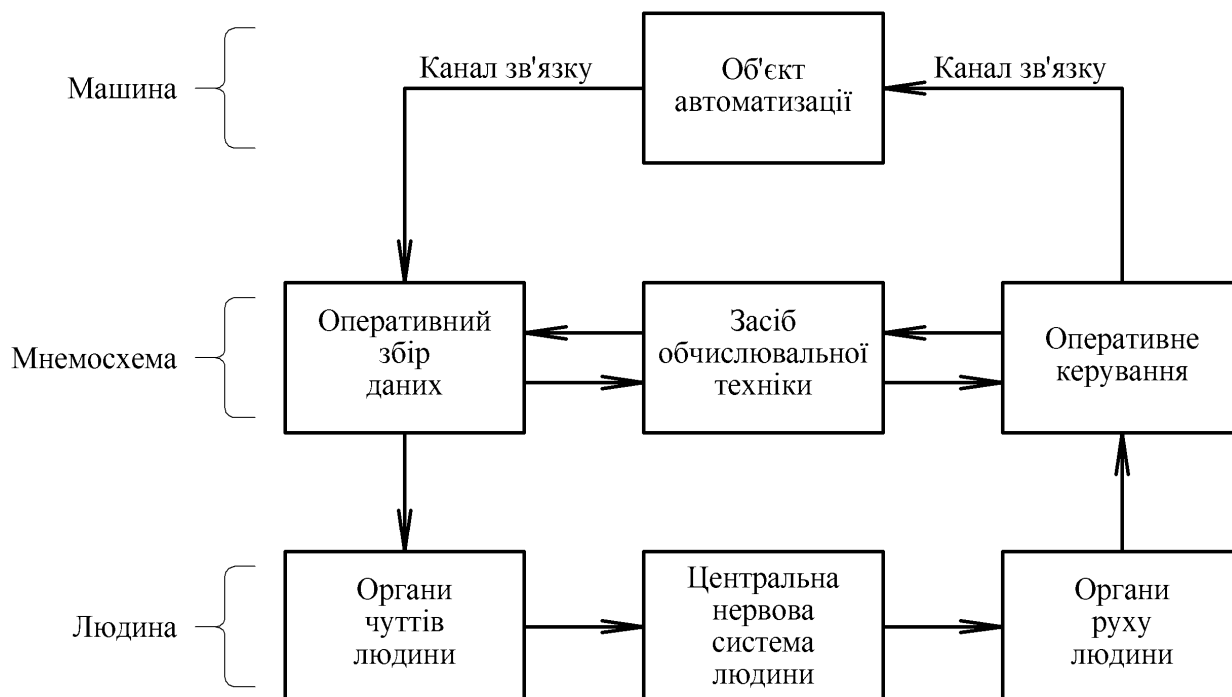 Машина
Канал зв'язку
Об'єкт
автоматизації
Канал зв'язку
Мнемосхема
Оперативний
збір
даних
Засіб
обчислювальної
техніки
Оперативне
керування
Людина
Органи
чуттів
людини
Центральна
нервова
система
людини
Органи
руху
людини